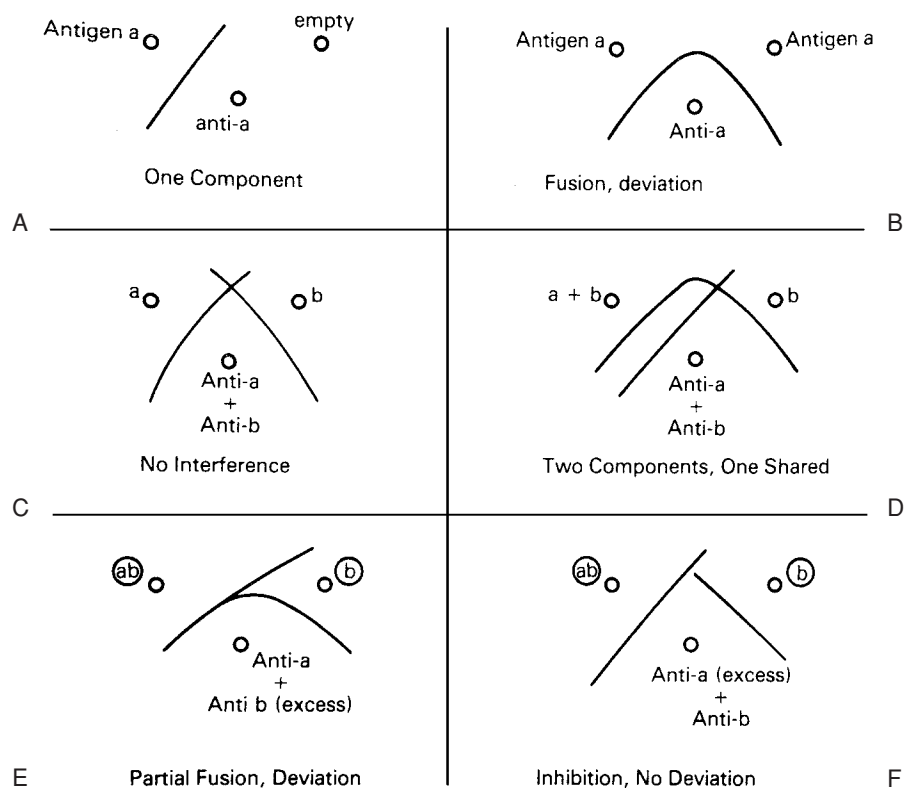 Antigen a
empty
anti-a
One Component
A
Antigen a
Antigen a
Anti-a
Fusion, deviation
B
a
b
Anti-a
+
Anti-b
No Interference
C
a + b
b
Anti-a
+
Anti-b
Two Components, One Shared
D
ab
b
Anti-a
+
Anti b (excess)
E
Partial Fusion, Deviation
ab
b
Anti-a (excess)
+
Anti-b
Inhibition, No Deviation
F